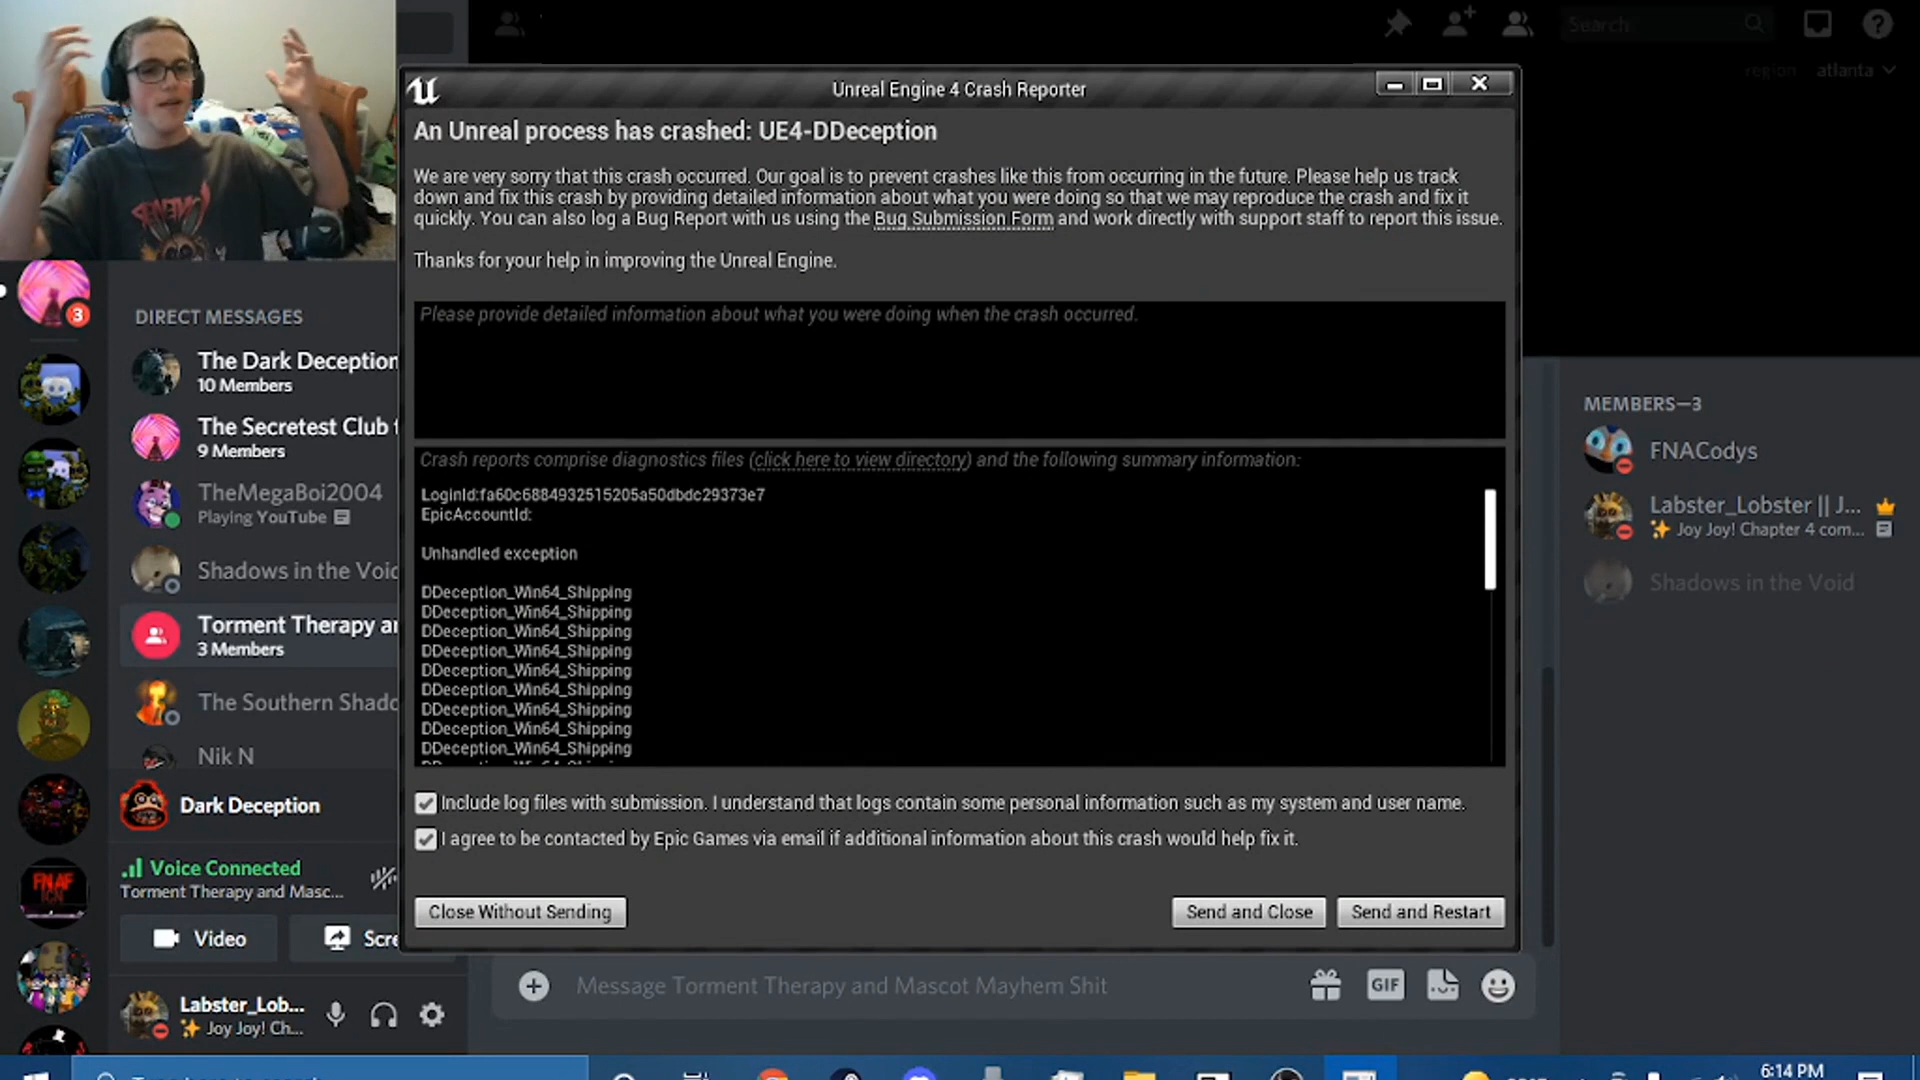 Search
region atlanta
Unreal Engine 4 Crash Reporter
An Unreal process has crashed: UE4-DDeception
We are very sorry that this crash occurred. Our goal is to prevent crashes like this from occurring in the future. Please help us track
down and fix this crash by providing detailed information about what you were doing so that we may reproduce the crash and fix it
quickly. You can also log a Bug Report with us using the Bug Submission Form and work directly with support staff to report this issue.
Thanks for your help in improving the Unreal Engine.
Please provide detailed information about what you were doing when the crash occurred.
Crash reports comprise diagnostics files (click here to view directory) and the following summary information:
LoginId:fa60c6884932515205a50dbdc29373e7
EpicAccountId:
Unhandled exception
DDeception_Win64_Shipping
DDeception_Win64_Shipping
DDeception_Win64_Shipping
DDeception_Win64_Shipping
DDeception_Win64_Shipping
DDeception_Win64_Shipping
DDeception_Win64_Shipping
DDeception_Win64_Shipping
DDeception_Win64_Shipping
Include log files with submission. I understand that logs contain some personal information such as my system and user name.
I agree to be contacted by Epic Games via email if additional information about this crash would help fix it.
Close Without Sending
Send and Close
Send and Restart
3
DIRECT MESSAGES
The Dark Deception
10 Members
The Secretest Club
9 Members
TheMegaBoi2004
Playing YouTube
Shadows in the Void
Torment Therapy
3 Members
The Southern
Nik N
Dark Deception
Voice Connected
Torment Therapy and Masc...
Video
Labster_Lob...
✨ Joy Joy! Ch...
FNAF
Message Torment Therapy and Mascot Mayhem Shit
GIF
MEMBERS—3
FNACodys
Labster_Lobster || J...
✨ Joy Joy! Chapter 4 com...
Shadows in the Void
6:14 PM